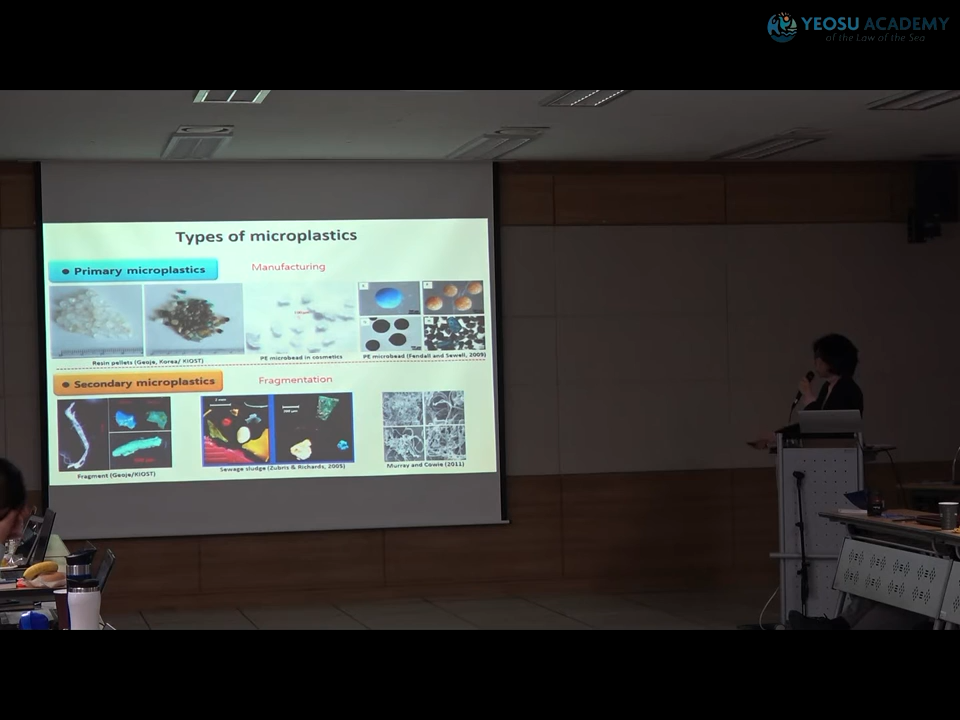 YEOSU ACADEMY
of the Law of the Sea
Types of microplastics
● Primary microplastics
Manufacturing
Resin pellets (Geoje, Korea/ KIOST)
PE microbead in cosmetics
PE microbead (Fendall and Sewell, 2009)
● Secondary microplastics
Fragmentation
Fragment (Geoje/KIOST)
Sewage sludge (Zubris & Richards, 2005)
Murray and Cowie (2011)